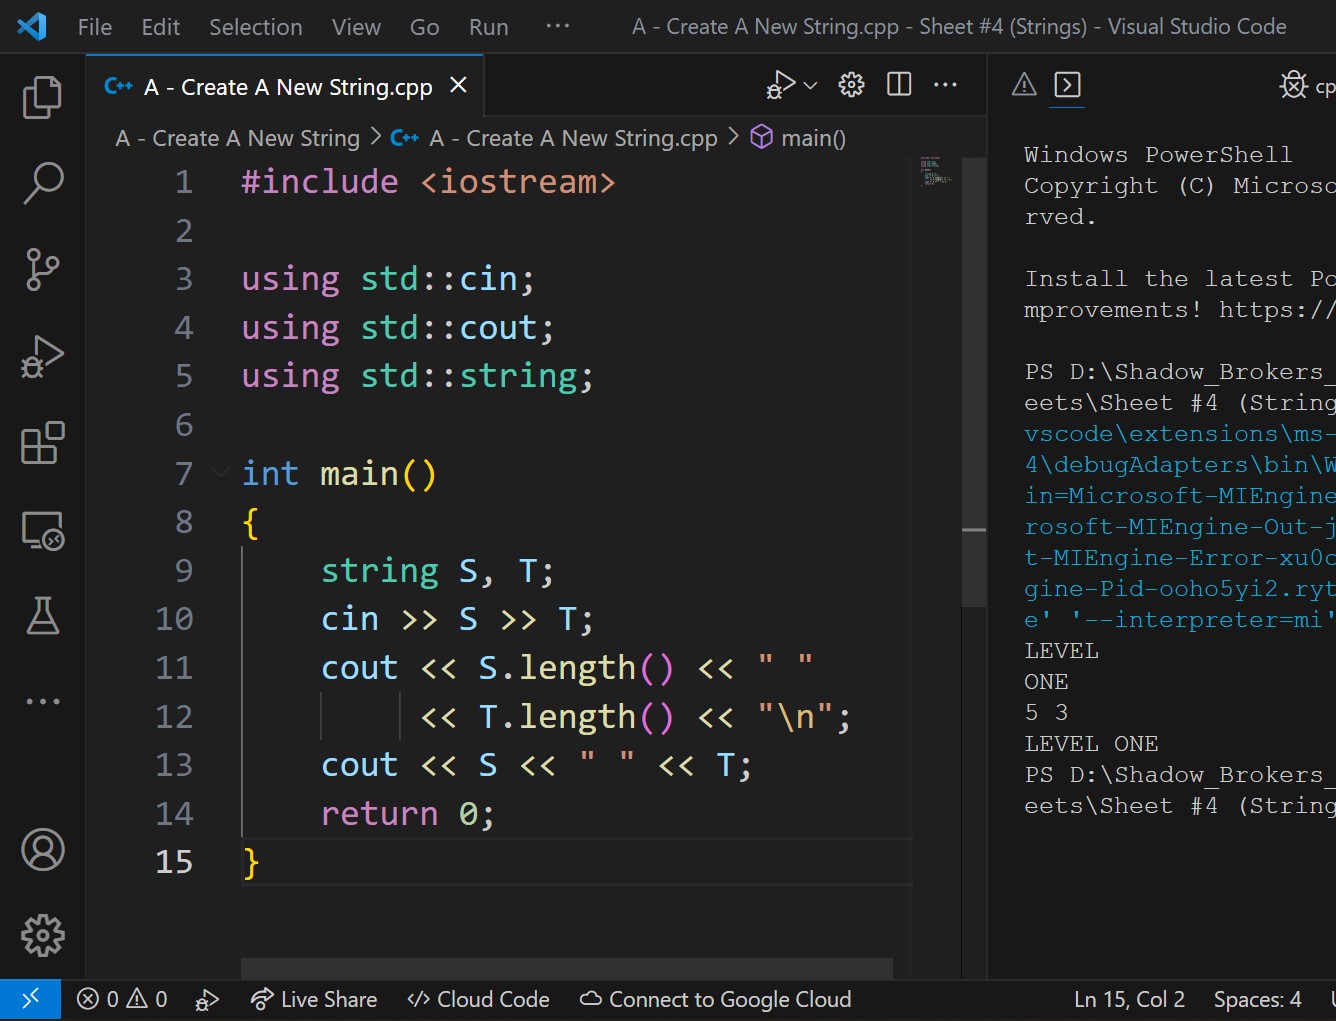 File Edit Selection View Go Run ··· A - Create A New String.cpp - Sheet #4 (Strings) - Visual Studio Code
C++ A - Create A New String.cpp
A - Create A New String > C++ A - Create A New String.cpp > main()
1 #include <iostream>
2
3 using std::cin;
4 using std::cout;
5 using std::string;
6
7 int main()
8 {
9 string S, T;
10 cin >> S >> T;
11 cout << S.length() << " "
12 << T.length() << "\n";
13 cout << S << " " << T;
14 return 0;
15 }
cp
Windows PowerShell
Copyright (C) Microso
rved.
Install the latest Po
mprovements! https://
PS D:\Shadow_Brokers_
eets\Sheet #4 (String
vscode\extensions\ms-
4\debugAdapters\bin\W
in=Microsoft-MIEngine
rosoft-MIEngine-Out-j
t-MIEngine-Error-xu0c
gine-Pid-ooho5yi2.ryt
e' '--interpreter=mi'
LEVEL
ONE
5 3
LEVEL ONE
PS D:\Shadow_Brokers_
eets\Sheet #4 (String
0 0 Live Share </> Cloud Code Connect to Google Cloud Ln 15, Col 2 Spaces: 4